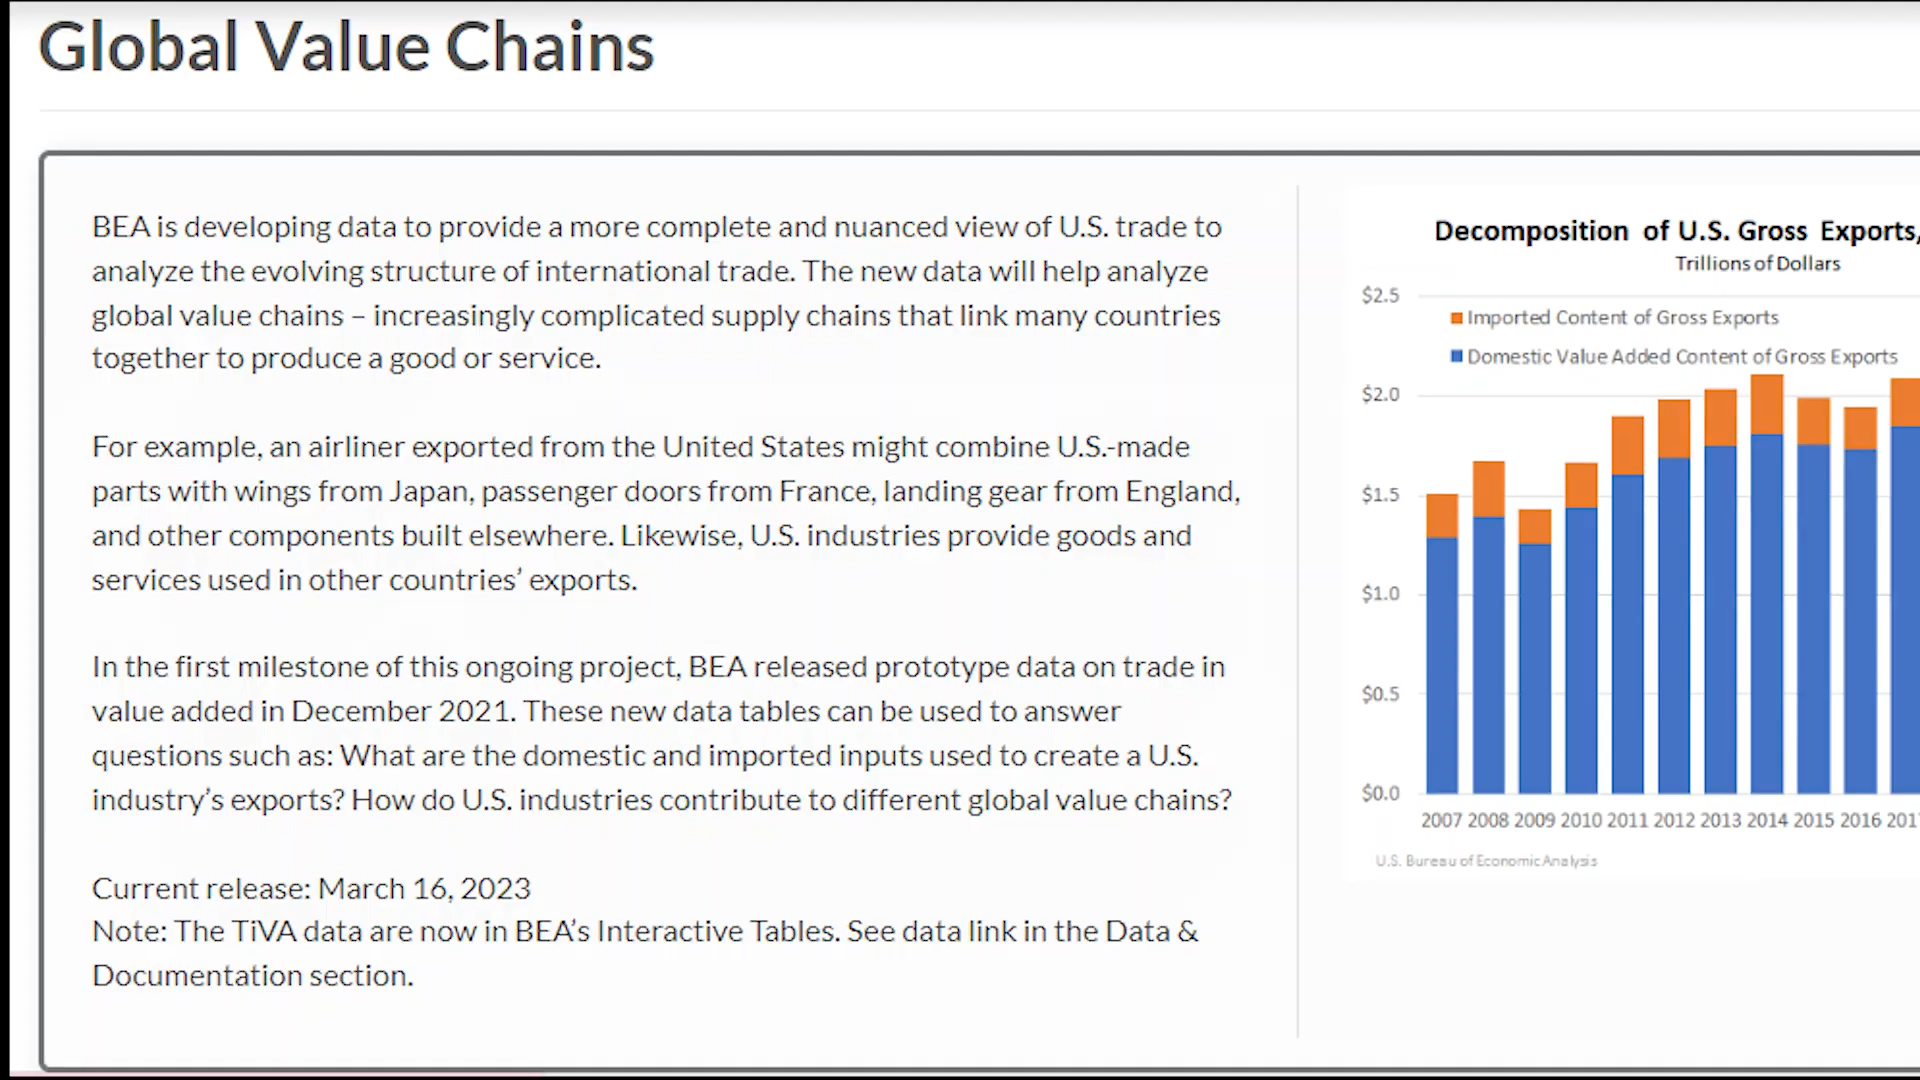 Global Value Chains
BEA is developing data to provide a more complete and nuanced view of U.S. trade to
analyze the evolving structure of international trade. The new data will help analyze
global value chains – increasingly complicated supply chains that link many countries
together to produce a good or service.
For example, an airliner exported from the United States might combine U.S.-made
parts with wings from Japan, passenger doors from France, landing gear from England,
and other components built elsewhere. Likewise, U.S. industries provide goods and
services used in other countries’ exports.
In the first milestone of this ongoing project, BEA released prototype data on trade in
value added in December 2021. These new data tables can be used to answer
questions such as: What are the domestic and imported inputs used to create a U.S.
industry’s exports? How do U.S. industries contribute to different global value chains?
Current release: March 16, 2023
Note: The TiVA data are now in BEA’s Interactive Tables. See data link in the Data &
Documentation section.
Decomposition of U.S. Gross Exports,
Trillions of Dollars
$2.5
Imported Content of Gross Exports
Domestic Value Added Content of Gross Exports
$2.0
$1.5
$1.0
$0.5
$0.0
2007 2008 2009 2010 2011 2012 2013 2014 2015 2016
U.S. Bureau of Economic Analysis